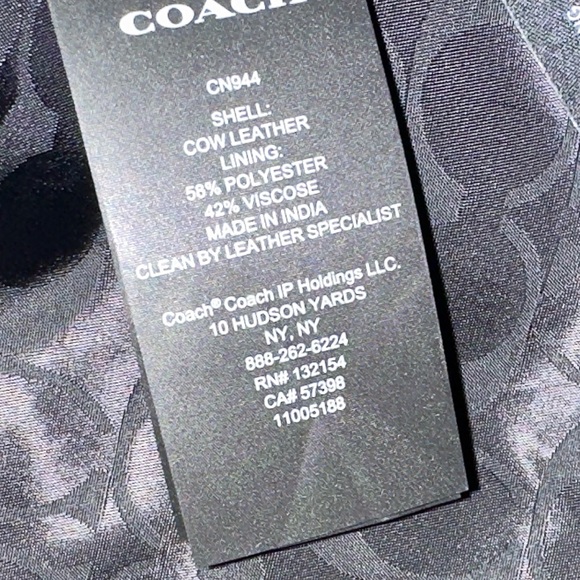 COACH
CN944
SHELL:
COW LEATHER
LINING:
58% POLYESTER
42% VISCOSE
MADE IN INDIA
CLEAN BY LEATHER SPECIALIST
Coach® Coach IP Holdings LLC.
10 HUDSON YARDS
NY, NY
888-262-6224
RN# 132154
CA# 57398
11005188